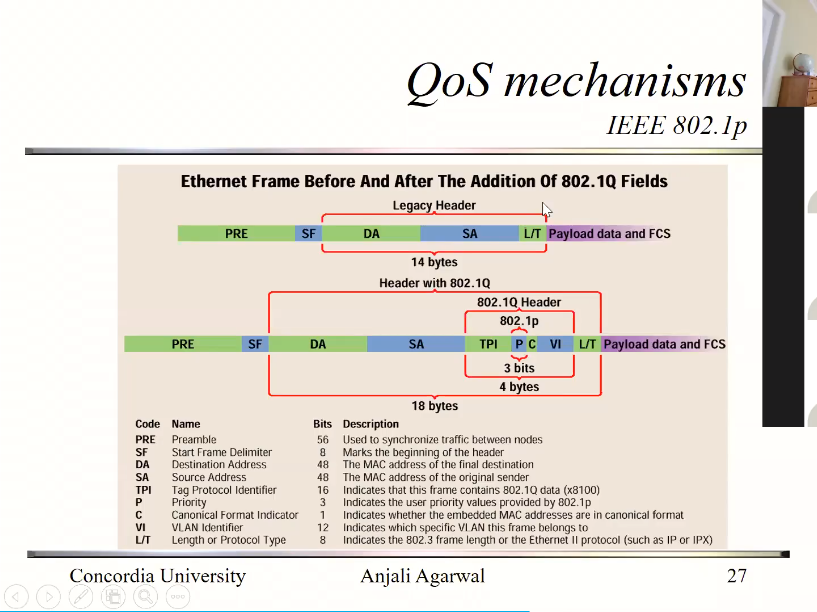 QoS mechanisms
IEEE 802.1p
Ethernet Frame Before And After The Addition Of 802.1Q Fields
Legacy Header
PRE SF DA SA L/T Payload data and FCS
14 bytes
Header with 802.1Q
802.1Q Header
802.1p
PRE SF DA SA TPI P C VI L/T Payload data and FCS
3 bits
4 bytes
18 bytes
Code Name Bits Description
PRE Preamble 56 Used to synchronize traffic between nodes
SF Start Frame Delimiter 8 Marks the beginning of the header
DA Destination Address 48 The MAC address of the final destination
SA Source Address 48 The MAC address of the original sender
TPI Tag Protocol Identifier 16 Indicates that this frame contains 802.1Q data (x8100)
P Priority 3 Indicates the user priority values provided by 802.1p
C Canonical Format Indicator 1 Indicates whether the embedded MAC addresses are in canonical format
VI VLAN Identifier 12 Indicates which specific VLAN this frame belongs to
L/T Length or Protocol Type 8 Indicates the 802.3 frame length or the Ethernet II protocol (such as IP or IPX)
Concordia University Anjali Agarwal 27